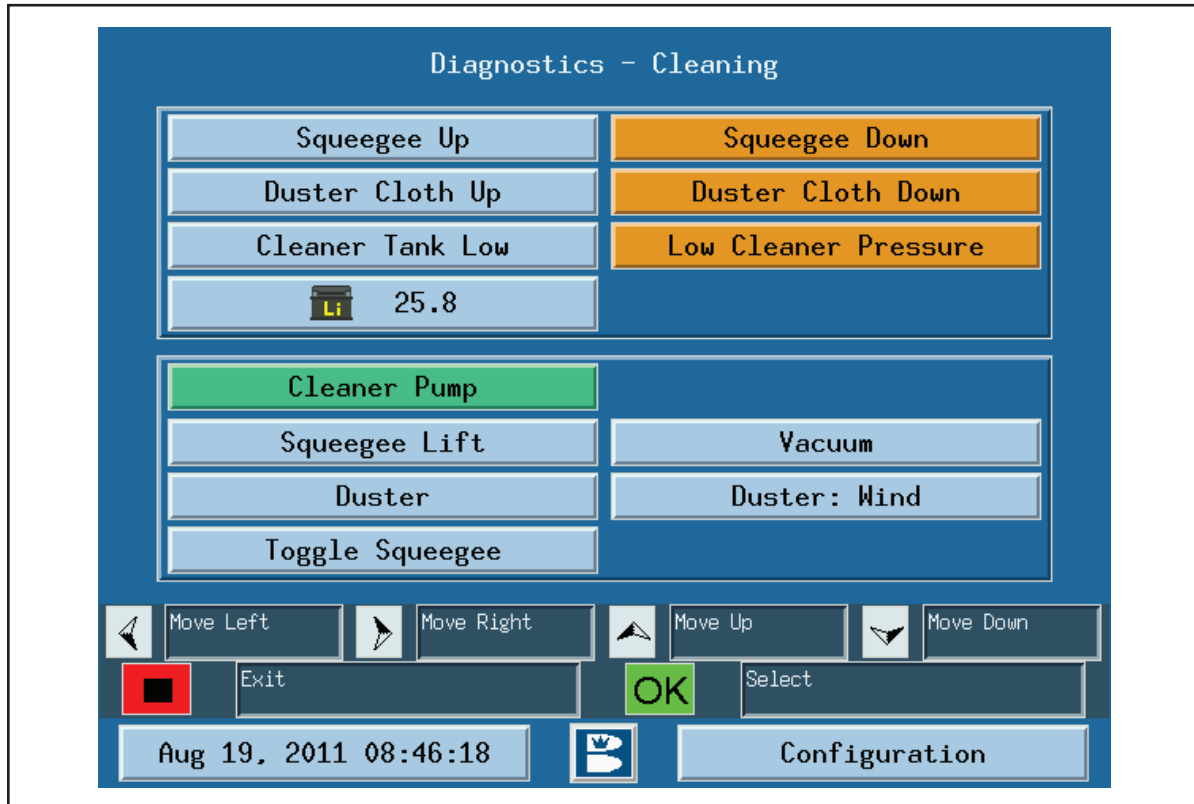 Diagnostics - Cleaning
Squeegee Up
Squeegee Down
Duster Cloth Up
Duster Cloth Down
Cleaner Tank Low
Low Cleaner Pressure
Li 25.8
Cleaner Pump
Squeegee Lift
Vacuum
Duster
Duster: Wind
Toggle Squeegee
Move Left
Move Right
Move Up
Move Down
Exit
OK
Select
Aug 19, 2011 08:46:18
Configuration